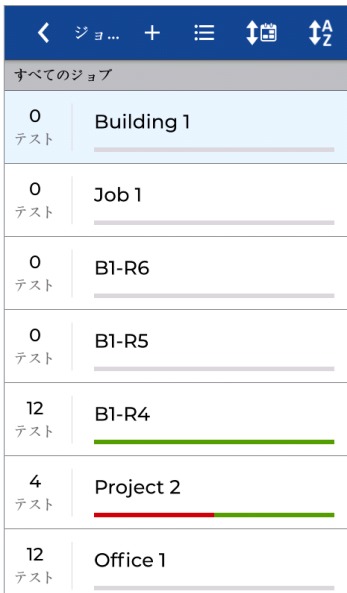 ジョ...
A
Z
すべてのジョブ
0
テスト
Building 1
0
テスト
Job 1
0
テスト
B1-R6
0
テスト
B1-R5
12
テスト
B1-R4
4
テスト
Project 2
12
テスト
Office 1